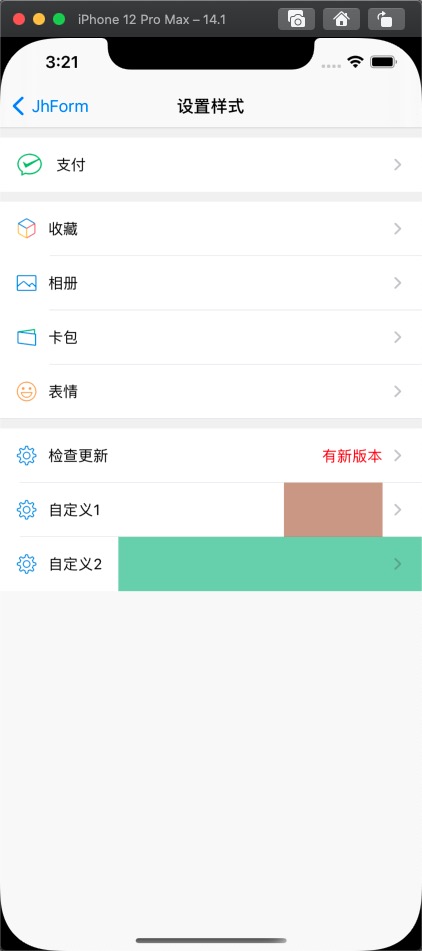 iPhone 12 Pro Max – 14.1
3:21
JhForm
设置样式
支付
收藏
相册
卡包
表情
检查更新
有新版本
自定义1
自定义2